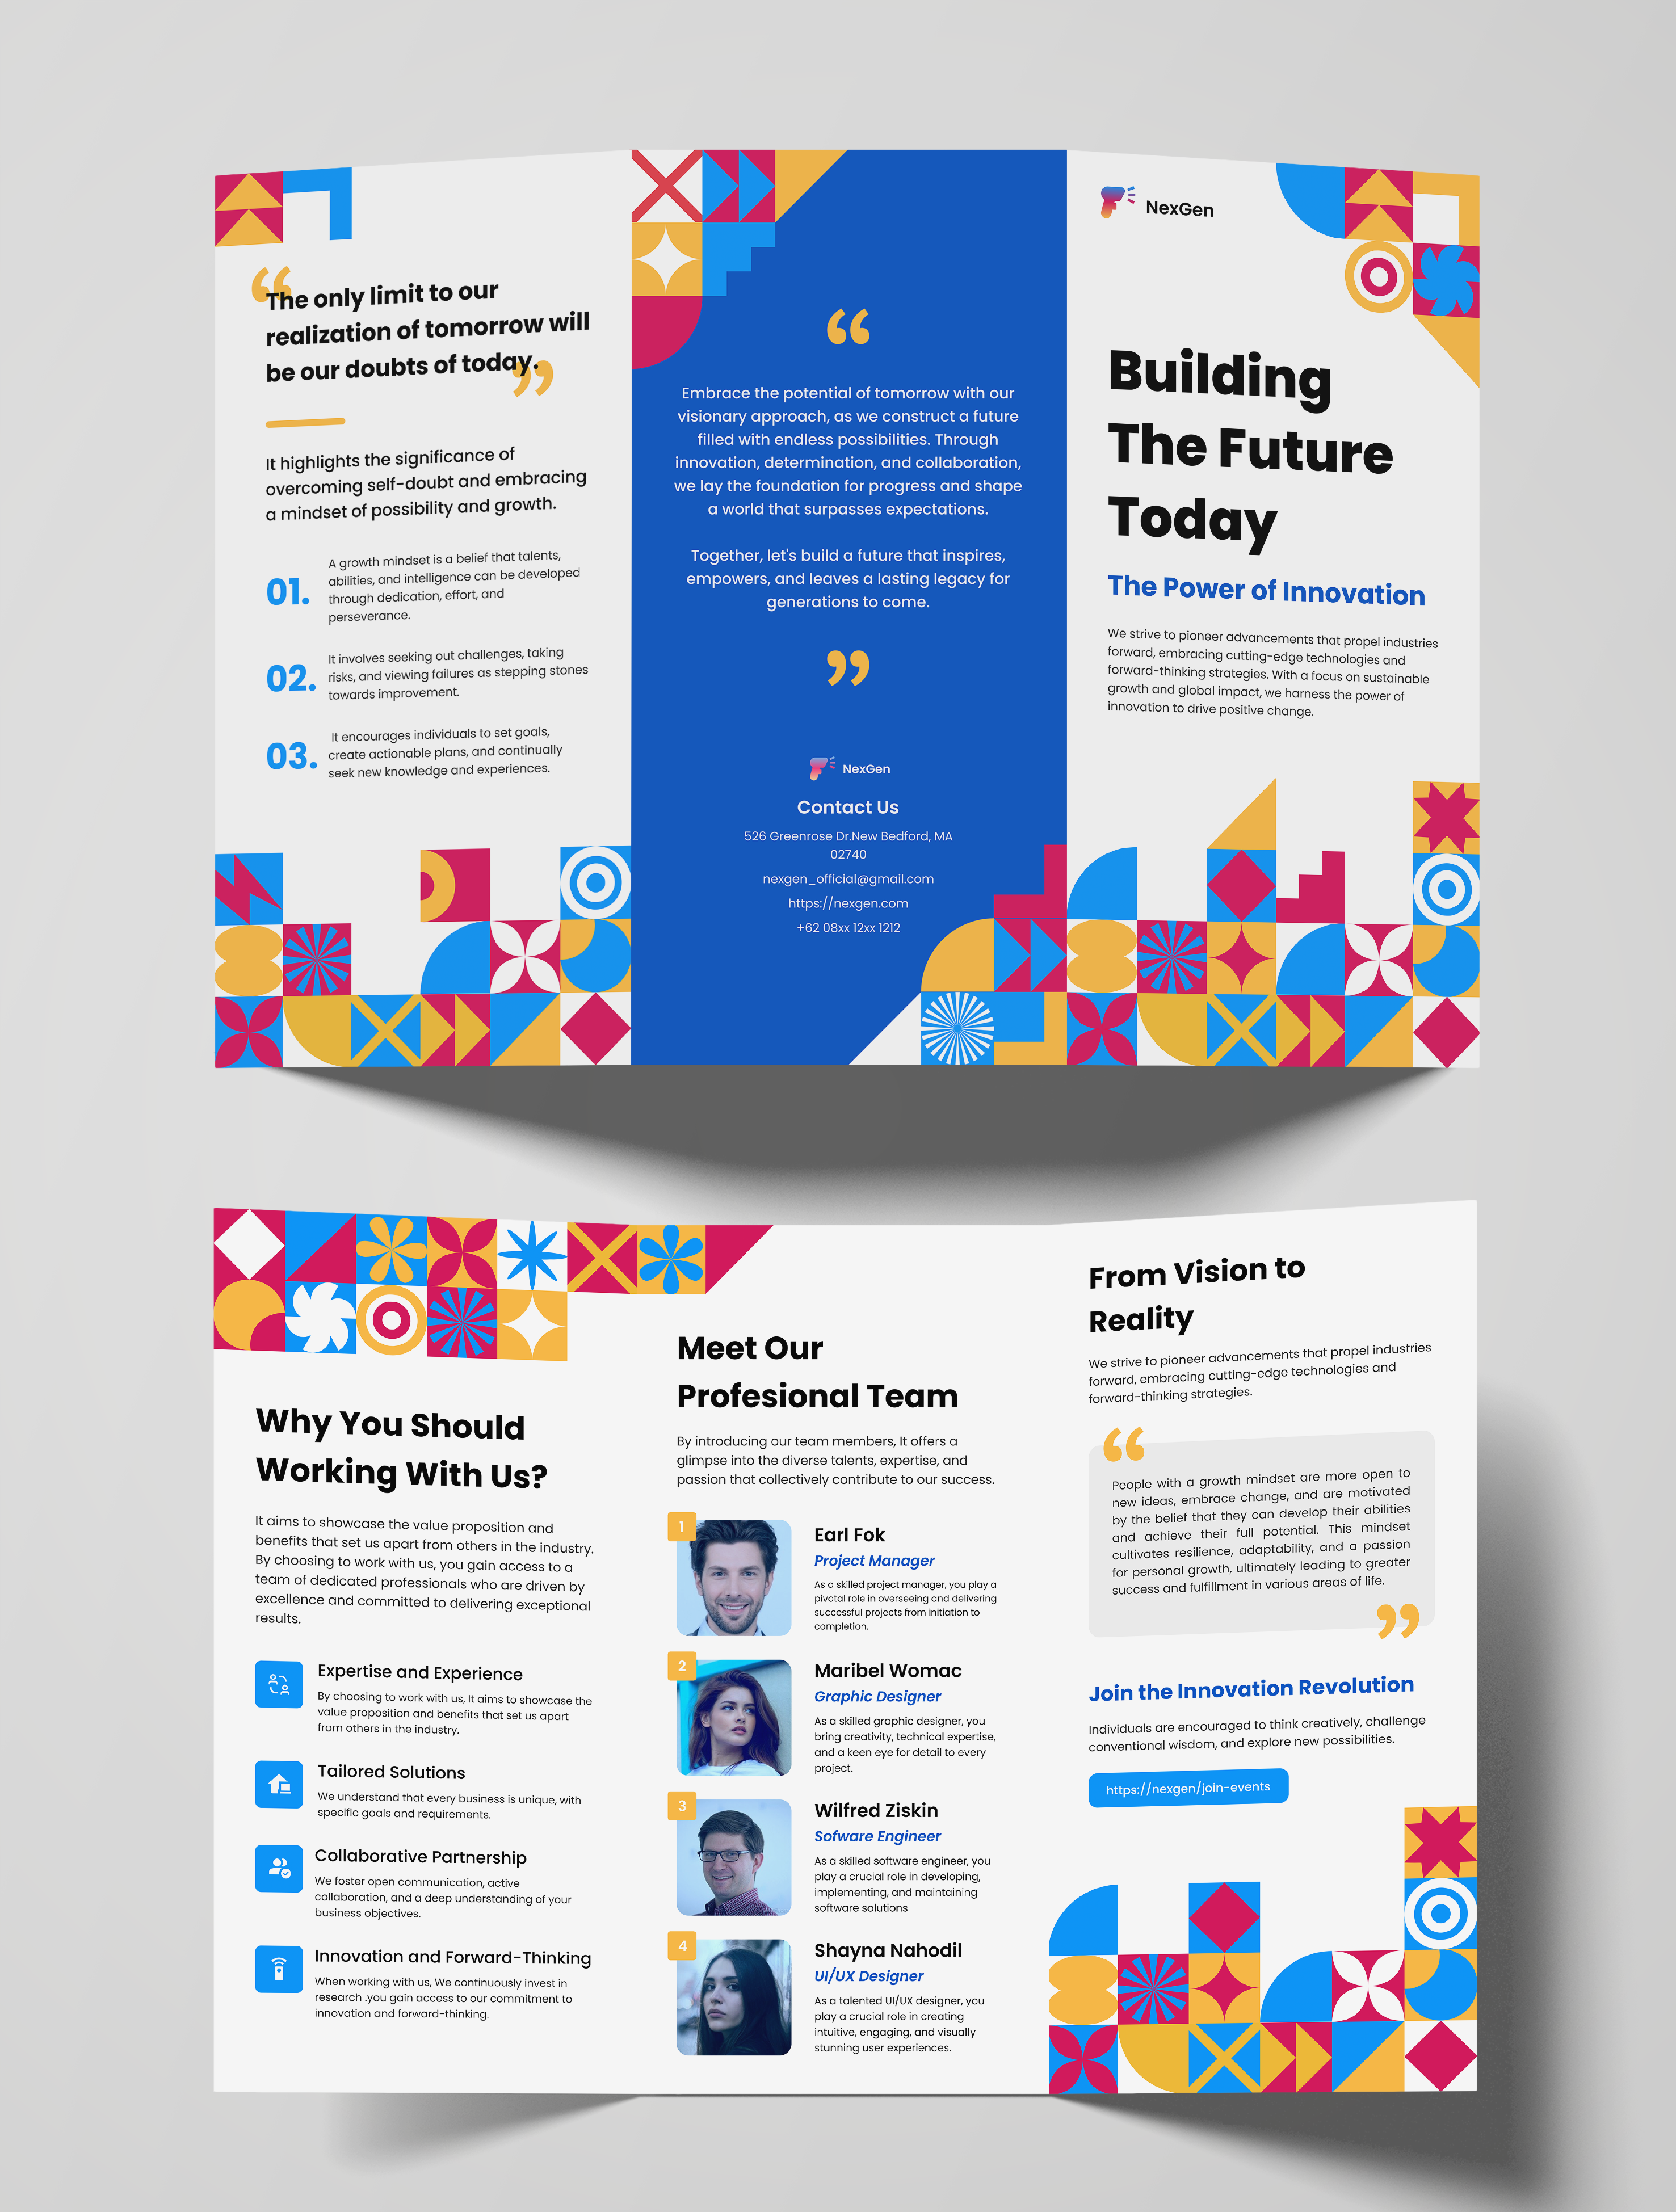 “
The only limit to our
realization of tomorrow will
be our doubts of today.
”
It highlights the significance of
overcoming self-doubt and embracing
a mindset of possibility and growth.
01.
A growth mindset is a belief that talents,
abilities, and intelligence can be developed
through dedication, effort, and
perseverance.
02.
It involves seeking out challenges, taking
risks, and viewing failures as stepping stones
towards improvement.
03.
It encourages individuals to set goals,
create actionable plans, and continually
seek new knowledge and experiences.
“
Embrace the potential of tomorrow with our
visionary approach, as we construct a future
filled with endless possibilities. Through
innovation, determination, and collaboration,
we lay the foundation for progress and shape
a world that surpasses expectations.
Together, let's build a future that inspires,
empowers, and leaves a lasting legacy for
generations to come.
”
NexGen
Contact Us
526 Greenrose Dr.New Bedford, MA
02740
nexgen_official@gmail.com
https://nexgen.com
+62 08xx 12xx 1212
NexGen
Building
The Future
Today
The Power of Innovation
We strive to pioneer advancements that propel industries
forward, embracing cutting-edge technologies and
forward-thinking strategies. With a focus on sustainable
growth and global impact, we harness the power of
innovation to drive positive change.
Why You Should
Working With Us?
It aims to showcase the value proposition and
benefits that set us apart from others in the industry.
By choosing to work with us, you gain access to a
team of dedicated professionals who are driven by
excellence and committed to delivering exceptional
results.
Expertise and Experience
By choosing to work with us, It aims to showcase the
value proposition and benefits that set us apart
from others in the industry.
Tailored Solutions
We understand that every business is unique, with
specific goals and requirements.
Collaborative Partnership
We foster open communication, active
collaboration, and a deep understanding of your
business objectives.
Innovation and Forward-Thinking
When working with us, We continuously invest in
research .you gain access to our commitment to
innovation and forward-thinking.
Meet Our
Profesional Team
By introducing our team members, It offers a
glimpse into the diverse talents, expertise, and
passion that collectively contribute to our success.
1
Earl Fok
Project Manager
As a skilled project manager, you play a
pivotal role in overseeing and delivering
successful projects from initiation to
completion.
2
Maribel Womac
Graphic Designer
As a skilled graphic designer, you
bring creativity, technical expertise,
and a keen eye for detail to every
project.
3
Wilfred Ziskin
Sofware Engineer
As a skilled software engineer, you
play a crucial role in developing,
implementing, and maintaining
software solutions
4
Shayna Nahodil
UI/UX Designer
As a talented UI/UX designer, you
play a crucial role in creating
intuitive, engaging, and visually
stunning user experiences.
From Vision to
Reality
We strive to pioneer advancements that propel industries
forward, embracing cutting-edge technologies and
forward-thinking strategies.
“
People with a growth mindset are more open to
new ideas, embrace change, and are motivated
by the belief that they can develop their abilities
and achieve their full potential. This mindset
cultivates resilience, adaptability, and a passion
for personal growth, ultimately leading to greater
success and fulfillment in various areas of life.
”
Join the Innovation Revolution
Individuals are encouraged to think creatively, challenge
conventional wisdom, and explore new possibilities.
https://nexgen/join-events